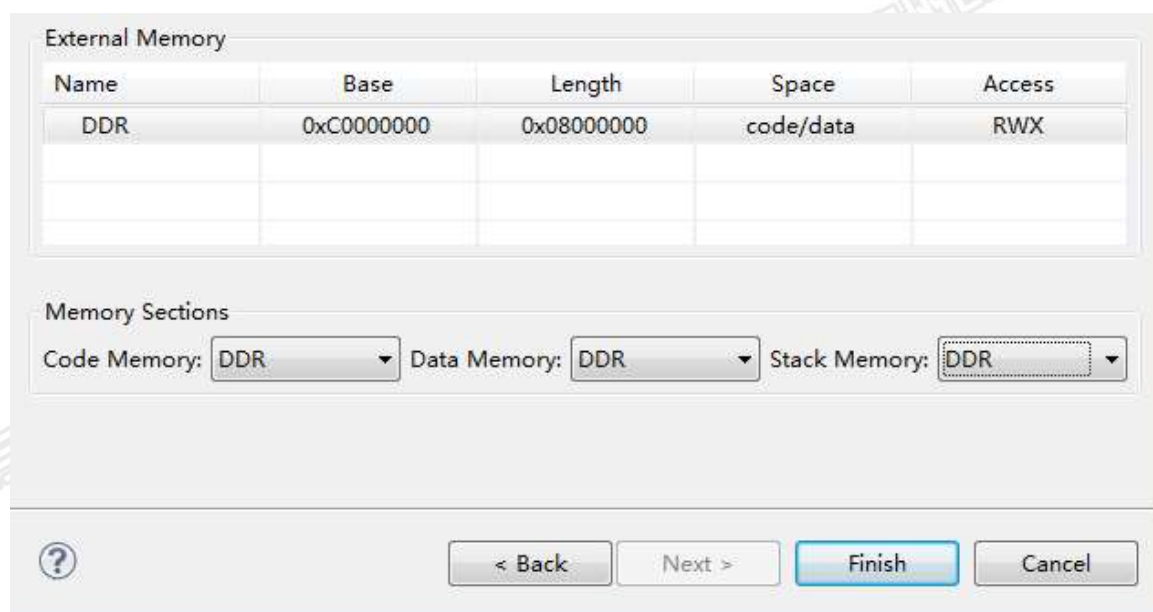 External Memory
Name Base Length Space Access
DDR 0xC0000000 0x08000000 code/data RWX
Memory Sections
Code Memory: DDR Data Memory: DDR Stack Memory: DDR
? < Back Next > Finish Cancel